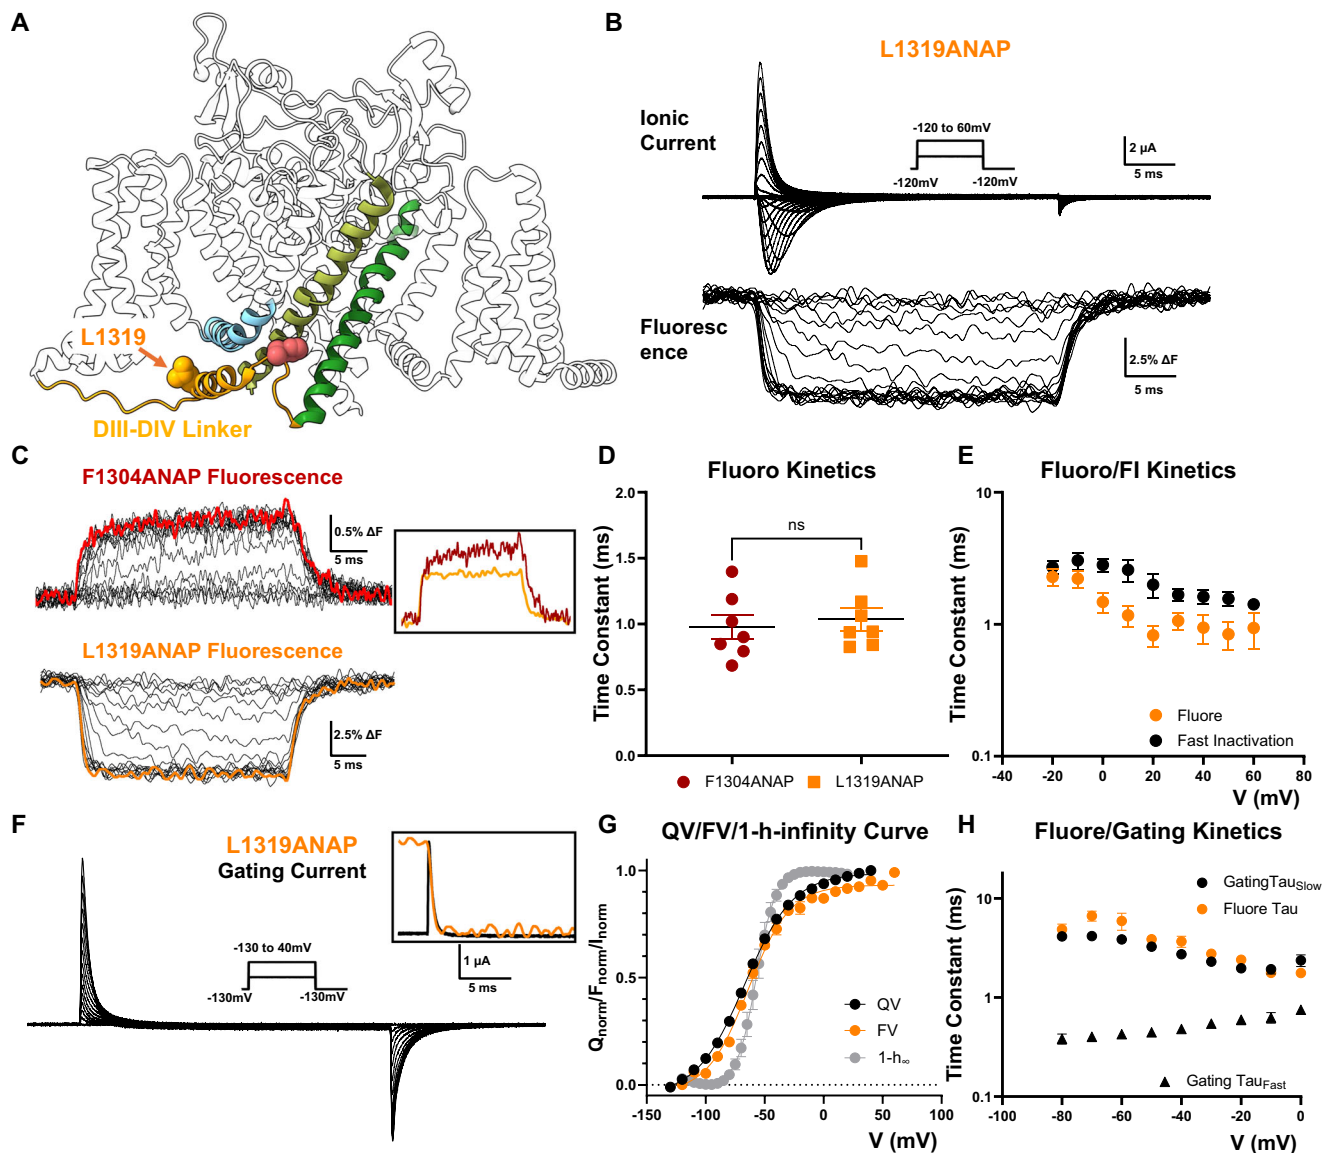 A
L1319
DIII-DIV Linker
B
L1319ANAP
Ionic
Current
-120 to 60mV
-120mV
-120mV
2 µA
5 ms
Fluoresc
ence
2.5% ΔF
5 ms
C
F1304ANAP Fluorescence
0.5% ΔF
5 ms
L1319ANAP Fluorescence
2.5% ΔF
5 ms
D
Fluoro Kinetics
Time Constant (ms)
2.0
1.5
1.0
0.5
0.0
ns
F1304ANAP
L1319ANAP
E
Fluoro/FI Kinetics
Time Constant (ms)
10
1
0.1
Fluore
Fast Inactivation
-40 -20 0 20 40 60 80
V (mV)
F
L1319ANAP
Gating Current
-130 to 40mV
-130mV
-130mV
1 µA
5 ms
G
QV/FV/1-h-infinity Curve
Qnorm/Fnorm/Inorm
1.0
0.5
0.0
QV
FV
1-h∞
-150 -100 -50 0 50 100
V (mV)
H
Fluore/Gating Kinetics
Time Constant (ms)
10
1
0.1
GatingTauSlow
Fluore Tau
Gating TauFast
-100 -80 -60 -40 -20 0
V (mV)